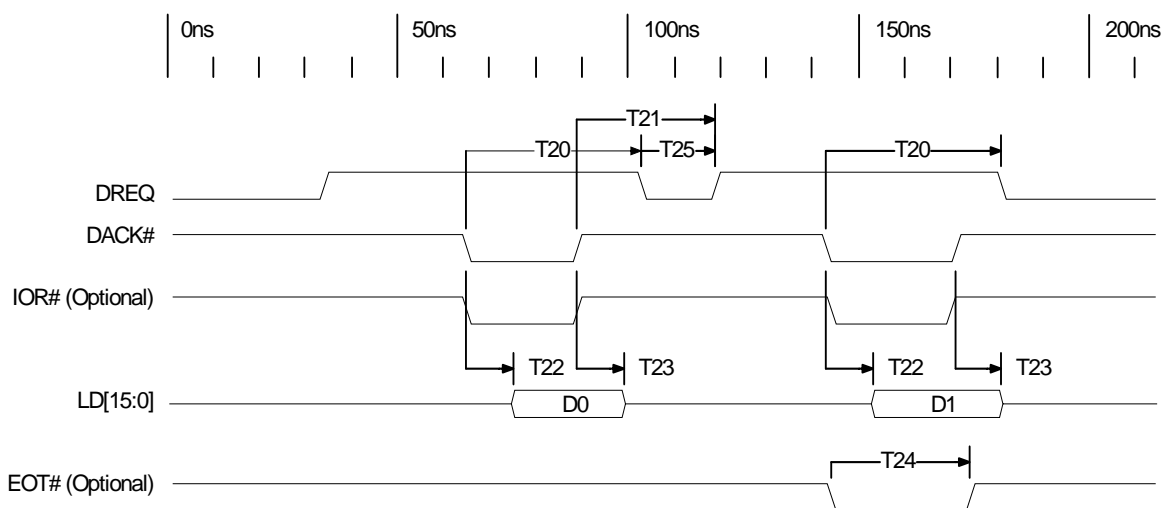 0ns 50ns 100ns 150ns 200ns
T21
T20 T25 T20
DREQ
DACK#
IOR# (Optional)
T22 T23 T22 T23
LD[15:0] D0 D1
T24
EOT# (Optional)